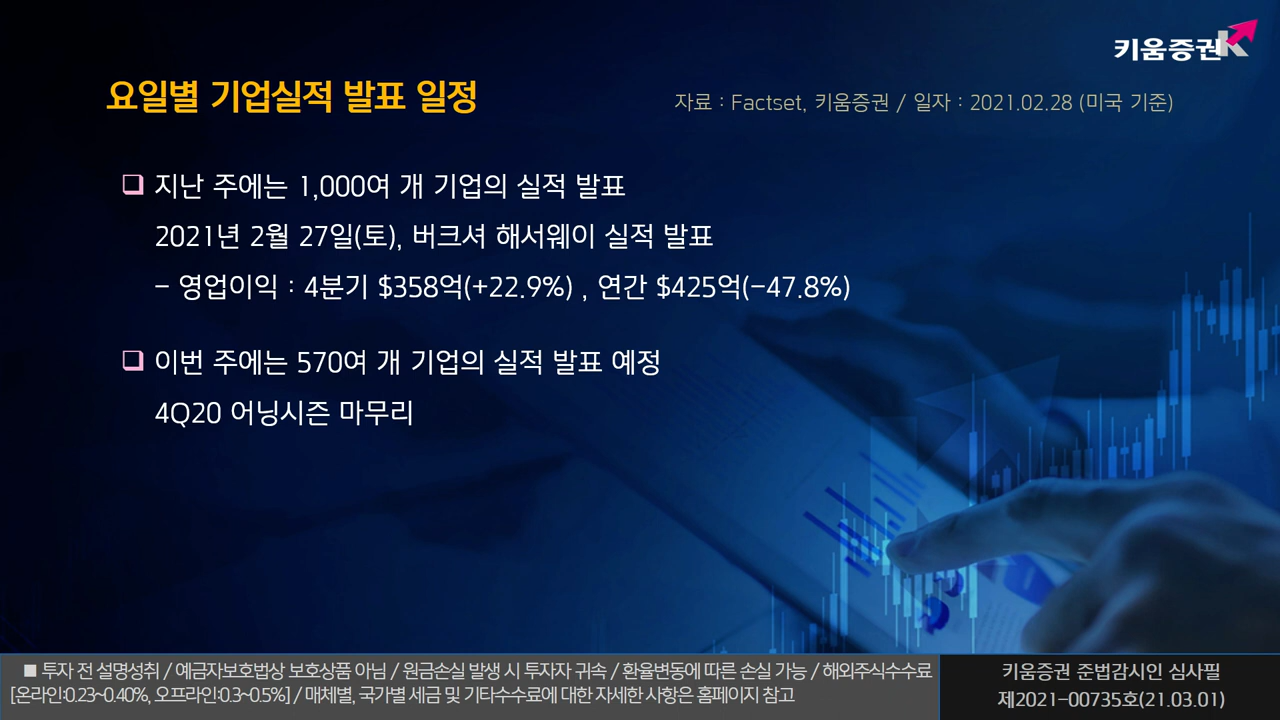 키움증권
요일별 기업실적 발표 일정
자료 : Factset, 키움증권 / 일자 : 2021.02.28 (미국 기준)
❑ 지난 주에는 1,000여 개 기업의 실적 발표
2021년 2월 27일(토), 버크셔 해서웨이 실적 발표
- 영업이익 : 4분기 $358억(+22.9%) , 연간 $425억(-47.8%)
❑ 이번 주에는 570여 개 기업의 실적 발표 예정
4Q20 어닝시즌 마무리
■ 투자 전 설명성취 / 예금자보호법상 보호상품 아님 / 원금손실 발생 시 투자자 귀속 / 환율변동에 따른 손실 가능 / 해외주식수수료
[온라인:0.23~0.40%, 오프라인:0.3~0.5%] / 매체별, 국가별 세금 및 기타수수료에 대한 자세한 사항은 홈페이지 참고
키움증권 준법감시인 심사필
제2021-00735호(21.03.01)